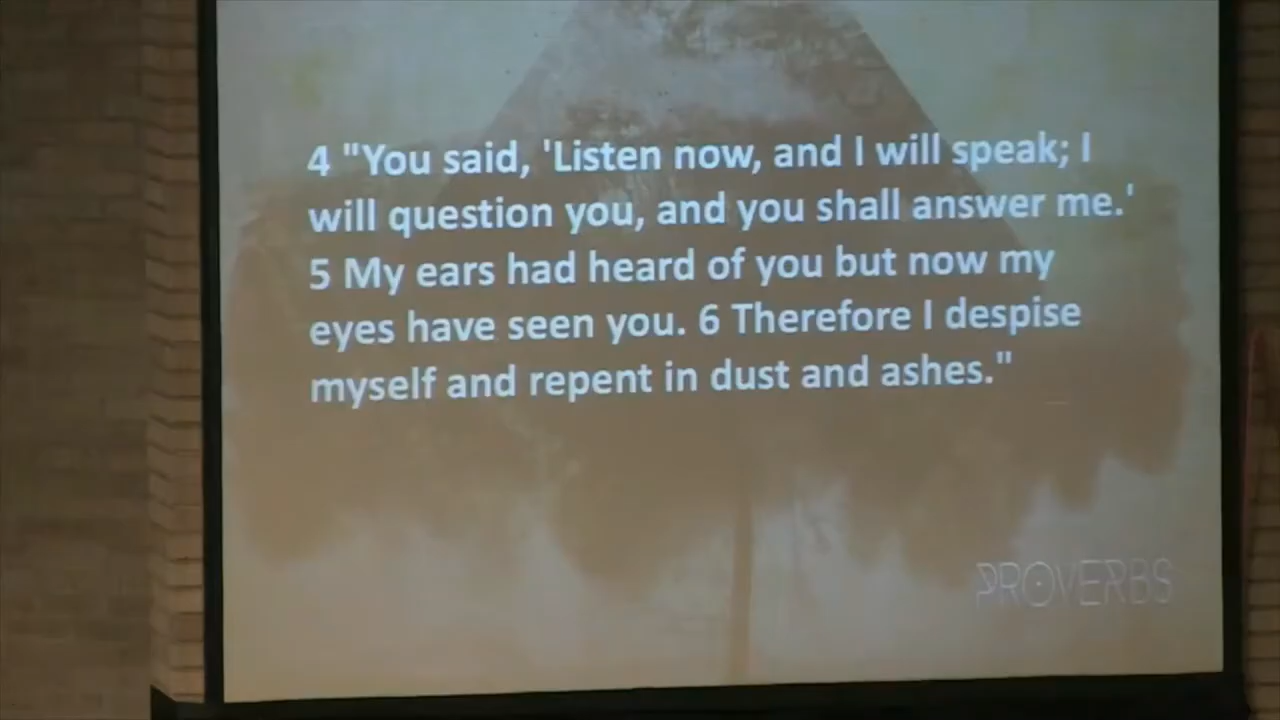 4 "You said, 'Listen now, and I will speak; I
will question you, and you shall answer me.'
5 My ears had heard of you but now my
eyes have seen you. 6 Therefore I despise
myself and repent in dust and ashes."
PROVERBS